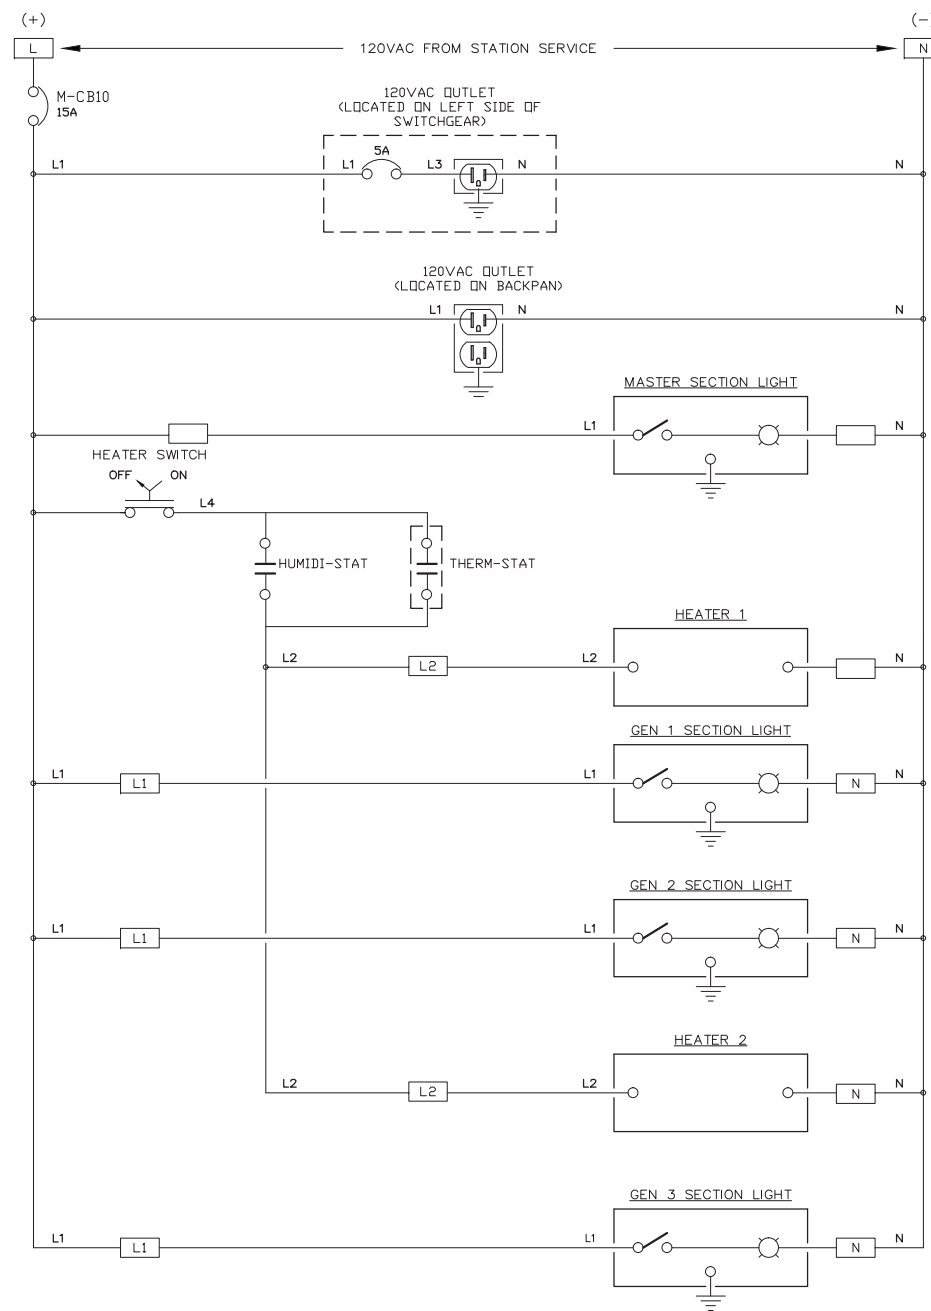 (+) (-)
L 120VAC FROM STATION SERVICE N
M-CB10
15A
120VAC OUTLET
(LOCATED ON LEFT SIDE OF
SWITCHGEAR)
5A
L1 L1 L3 N N
120VAC OUTLET
(LOCATED ON BACKPAN)
L1 N N
MASTER SECTION LIGHT
L1 N
HEATER SWITCH
OFF ON
L4
HUMIDI-STAT THERM-STAT
HEATER 1
L2 L2 L2 N
GEN 1 SECTION LIGHT
L1 L1 L1 N N
GEN 2 SECTION LIGHT
L1 L1 L1 N N
HEATER 2
L2 L2 L2 N N
GEN 3 SECTION LIGHT
L1 L1 L1 N N